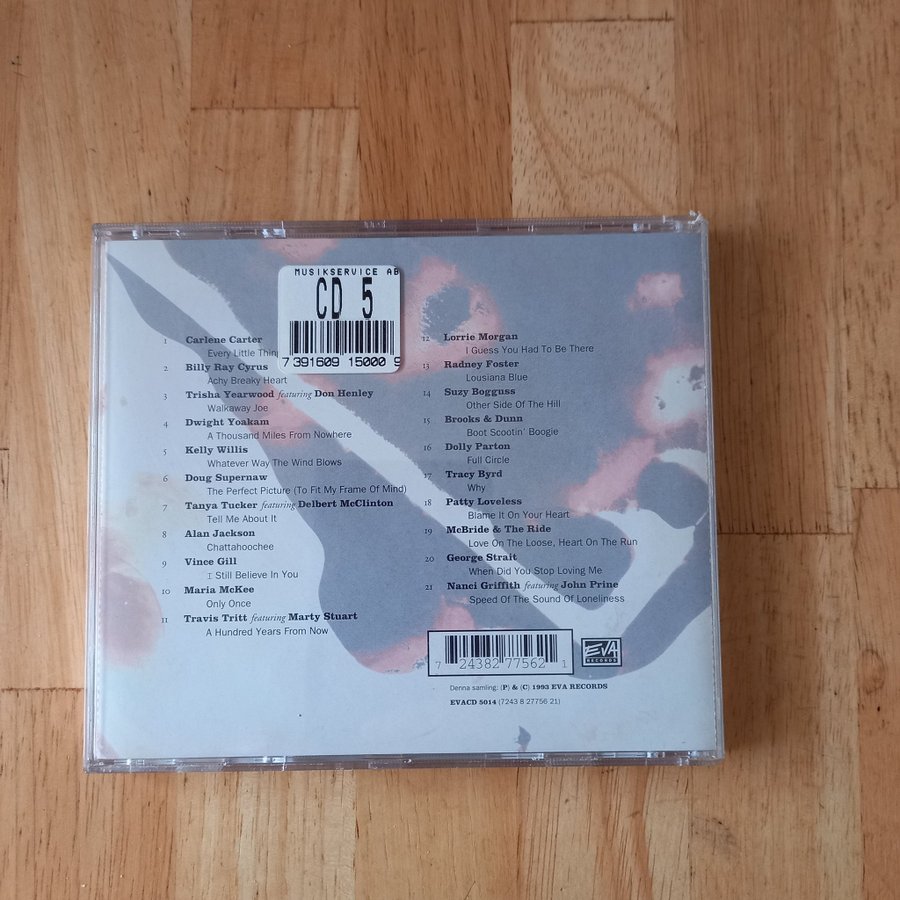 MUSIKSERVICE AB
CD 5
7 391609 15000 9
1 Carlene Carter
Every Little Thing
2 Billy Ray Cyrus
Achy Breaky Heart
3 Trisha Yearwood featuring Don Henley
Walkaway Joe
4 Dwight Yoakam
A Thousand Miles From Nowhere
5 Kelly Willis
Whatever Way The Wind Blows
6 Doug Supernaw
The Perfect Picture (To Fit My Frame Of Mind)
7 Tanya Tucker featuring Delbert McClinton
Tell Me About It
8 Alan Jackson
Chattahoochee
9 Vince Gill
I Still Believe In You
10 Maria McKee
Only Once
11 Travis Tritt featuring Marty Stuart
A Hundred Years From Now
12 Lorrie Morgan
I Guess You Had To Be There
13 Radney Foster
Lousiana Blue
14 Suzy Bogguss
Other Side Of The Hill
15 Brooks & Dunn
Boot Scootin' Boogie
16 Dolly Parton
Full Circle
17 Tracy Byrd
Why
18 Patty Loveless
Blame It On Your Heart
19 McBride & The Ride
Love On The Loose, Heart On The Run
20 George Strait
When Did You Stop Loving Me
21 Nanci Griffith featuring John Prine
Speed Of The Sound Of Loneliness
7 24382 77562 1
EVA
RECORDS
Denna samling: (P) & (C) 1993 EVA RECORDS
EVACD 5014 (7243 8 27756 21)